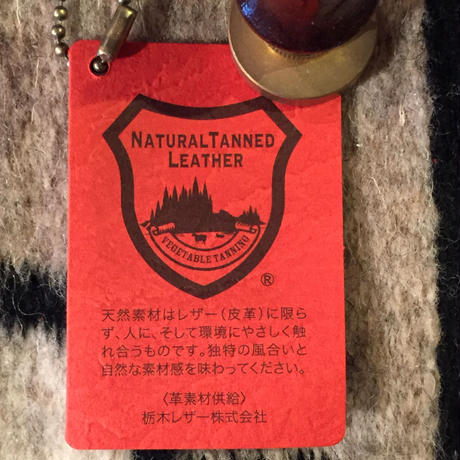 NATURALTANNED
LEATHER
VEGETABLE TANNING
®
天然素材はレザー(皮革)に限ら
ず、人に、そして環境にやさしく触
れ合うものです。独特の風合いと
自然な素材感を味わってください。
〈革素材供給〉
栃木レザー株式会社